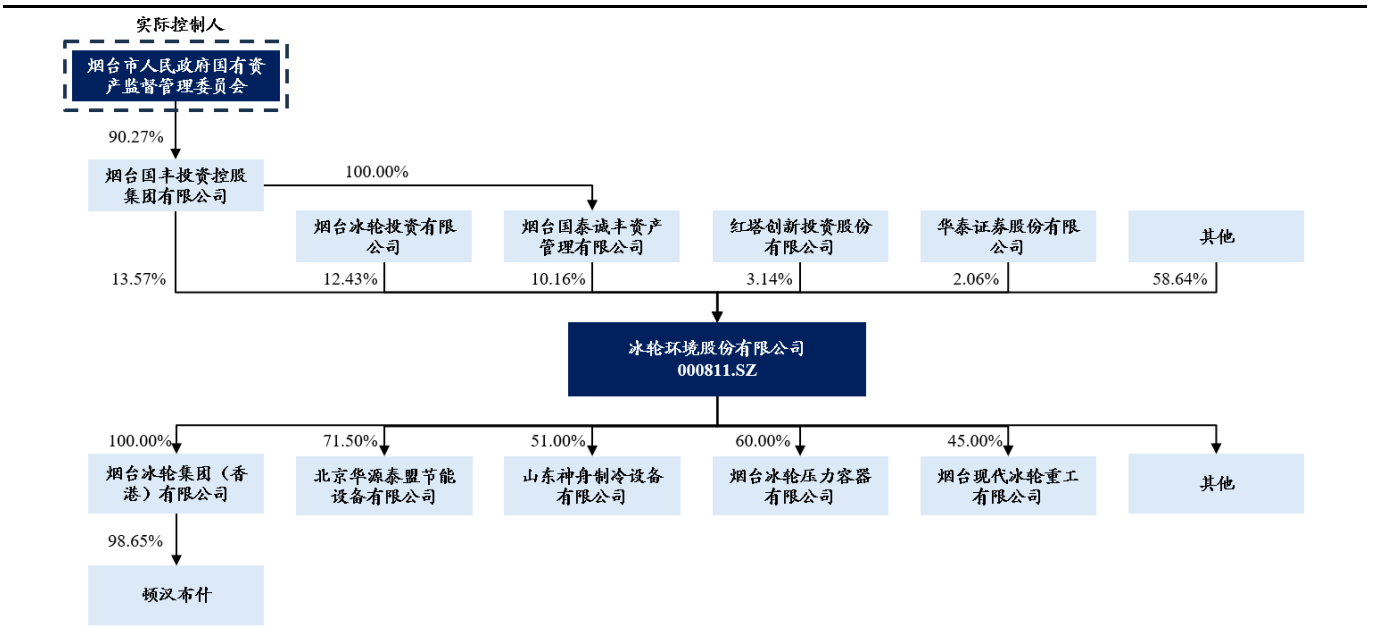 实际控制人
烟台市人民政府国有资
产监督管理委员会
90.27%
烟台国丰投资控股
集团有限公司
100.00%
烟台冰轮投资有限
公司
烟台国泰诚丰资产
管理有限公司
红塔创新投资股份
有限公司
华泰证券股份有限
公司
其他
13.57%
12.43%
10.16%
3.14%
2.06%
58.64%
冰轮环境股份有限公司
000811.SZ
100.00%
71.50%
51.00%
60.00%
45.00%
烟台冰轮集团（香
港）有限公司
北京华源泰盟节能
设备有限公司
山东神舟制冷设备
有限公司
烟台冰轮压力容器
有限公司
烟台现代冰轮重工
有限公司
其他
98.65%
顿汉布什